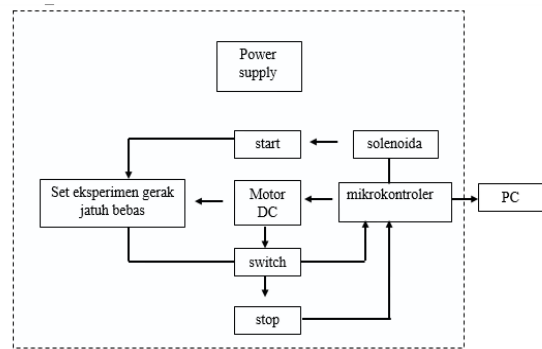 Power
supply
start
solenoida
Set eksperimen gerak
jatuh bebas
Motor
DC
mikrokontroler
PC
switch
stop